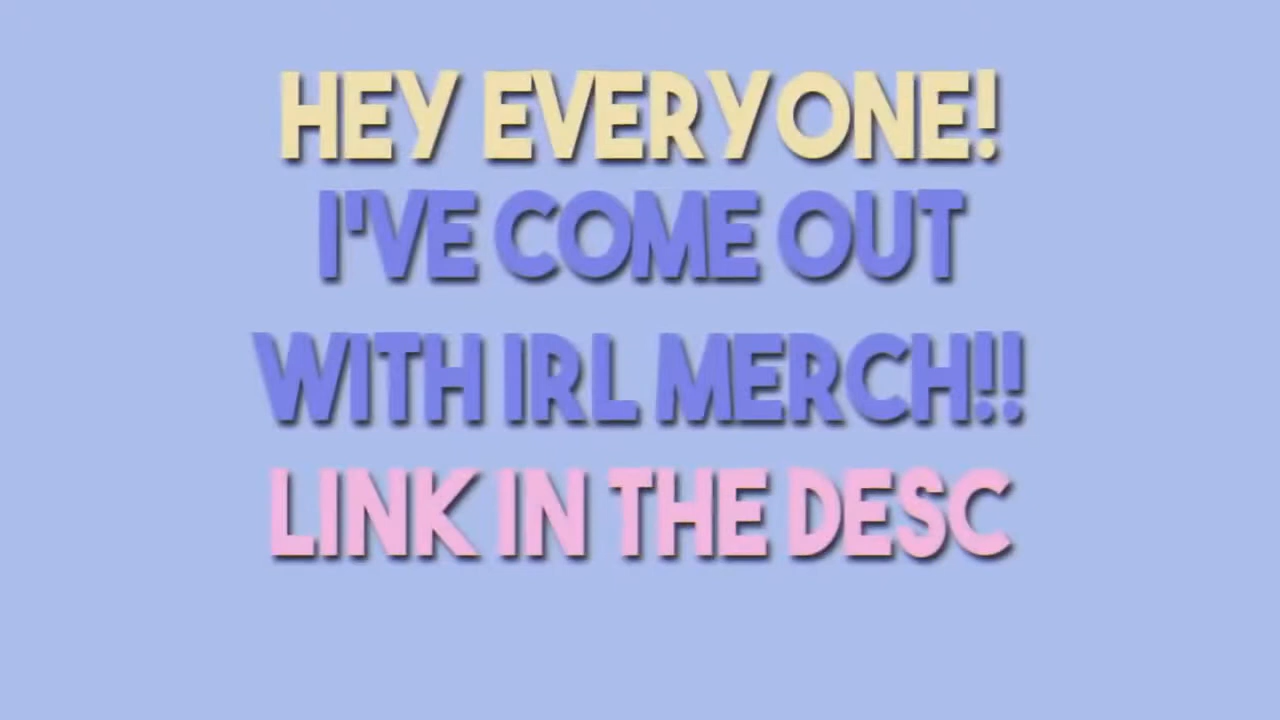 HEY EVERYONE!
I'VE COME OUT
WITH IRL MERCH!!
LINK IN THE DESC